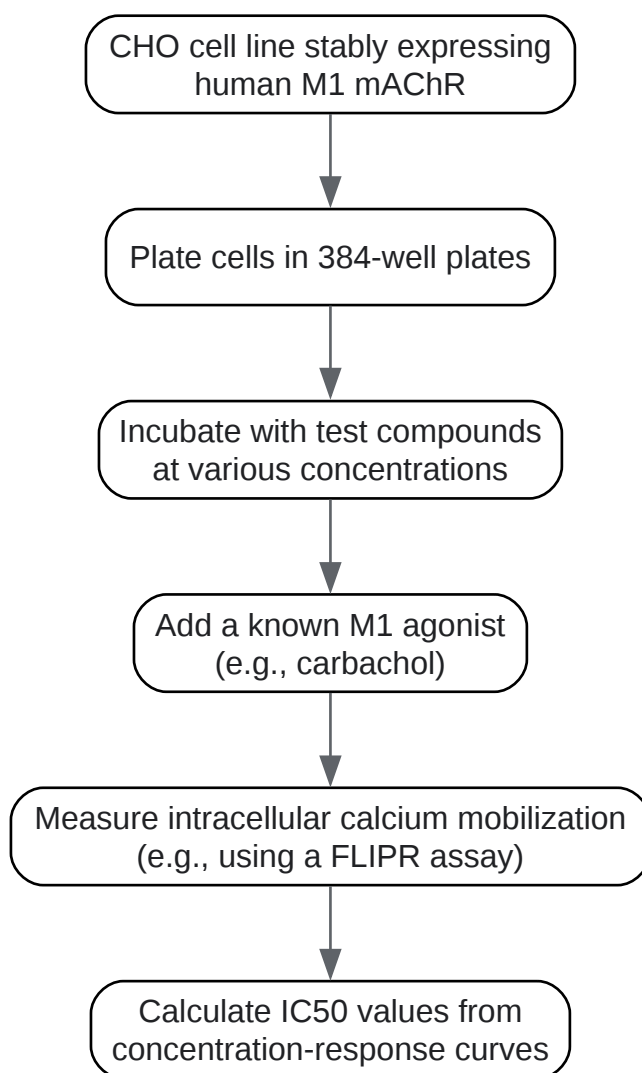 CHO cell line stably expressing
human M1 mAChR
Plate cells in 384-well plates
Incubate with test compounds
at various concentrations
Add a known M1 agonist
(e.g., carbachol)
Measure intracellular calcium mobilization
(e.g., using a FLIPR assay)
Calculate IC50 values from
concentration-response curves